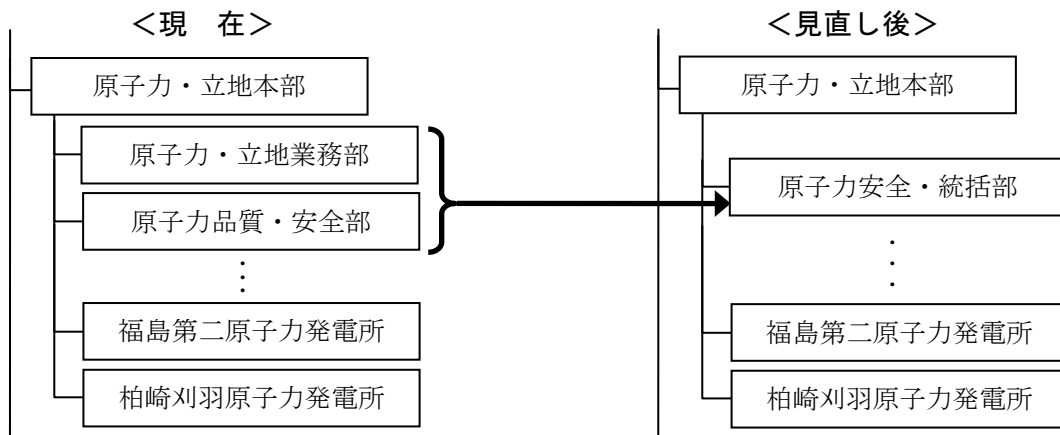 ＜現　在＞
原子力・立地本部
原子力・立地業務部
原子力品質・安全部
⋮
福島第二原子力発電所
柏崎刈羽原子力発電所
＜見直し後＞
原子力・立地本部
原子力安全・統括部
⋮
福島第二原子力発電所
柏崎刈羽原子力発電所